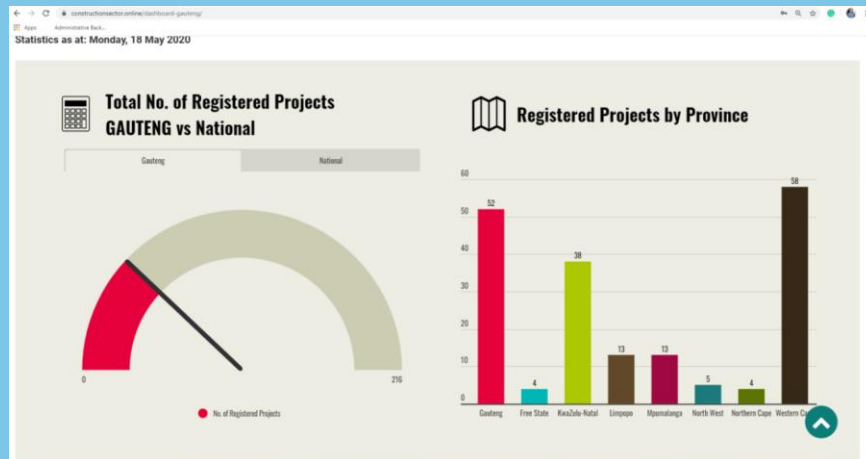 constructionsector.online/dashboard-gauteng/
Apps
Administrative Back...
Statistics as at: Monday, 18 May 2020
Total No. of Registered Projects
GAUTENG vs National
Gauteng
National
0
216
No. of Registered Projects
Registered Projects by Province
60
50
40
30
20
10
0
52
4
38
13
13
5
4
58
Gauteng
Free State
KwaZulu-Natal
Limpopo
Mpumalanga
North West
Northern Cape
Western Ca